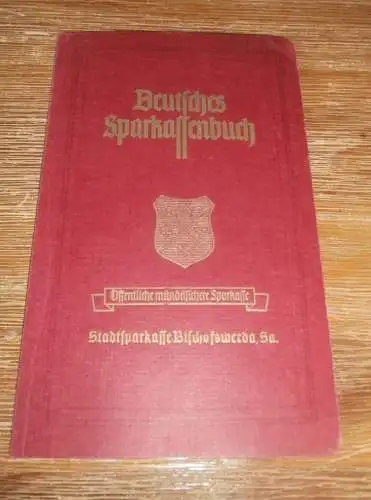 Deutsches
Sparkassenbuch
Öffentliche mündelsichere Sparkasse
Stadtsparkasse Bischofswerda, Sa.